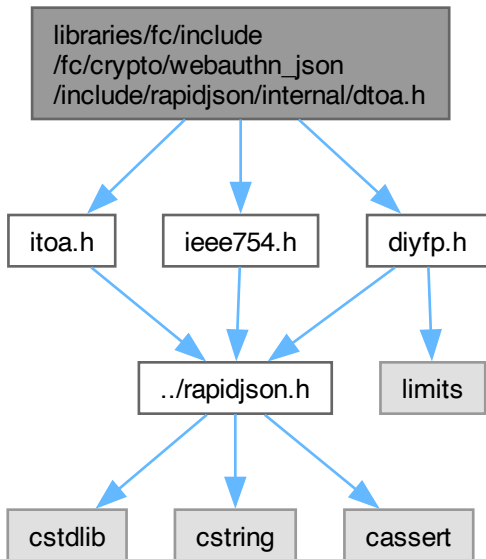 libraries/fc/include
/fc/crypto/webauthn_json
/include/rapidjson/internal/dtoa.h
itoa.h
ieee754.h
diyfp.h
../rapidjson.h
limits
cstdlib
cstring
cassert